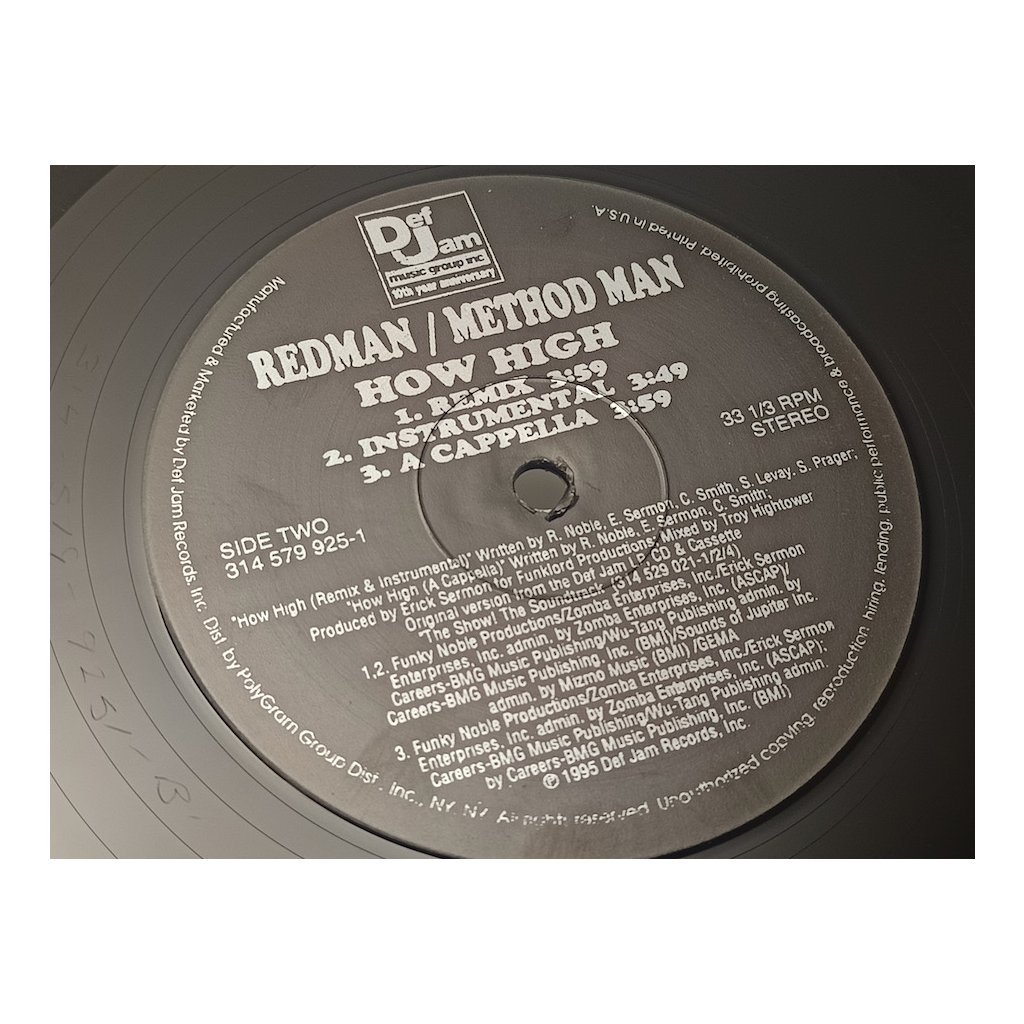 Def
Jam
music group inc
10th year anniversary
REDMAN / METHOD MAN
HOW HIGH
1. REMIX 3:59
2. INSTRUMENTAL 3:49
3. A CAPPELLA 3:59
33 1/3 RPM
STEREO
SIDE TWO
314 579 925-1
"How High (Remix & Instrumental)" Written by R. Noble, E. Sermon, C. Smith, S. Levay, S. Prager;
"How High (A Cappella)" Written by R. Noble, E. Sermon, C. Smith;
Produced by Erick Sermon for Funklord Productions; Mixed by Troy Hightower
Original version from the Def Jam LP, CD & Cassette
"The Show! The Soundtrack" (314 529 021-1/2/4)
1,2. Funky Noble Productions/Zomba Enterprises, Inc./Erick Sermon
Enterprises, Inc. admin. by Zomba Enterprises, Inc. (ASCAP)/
Careers-BMG Music Publishing/Wu-Tang Publishing admin. by
Careers-BMG Music Publishing, Inc. (BMI)/Sounds of Jupiter Inc.
admin. by Mizmo Music (BMI) /GEMA
3. Funky Noble Productions/Zomba Enterprises, Inc./Erick Sermon
Enterprises, Inc. admin. by Zomba Enterprises, Inc. (ASCAP);
Careers-BMG Music Publishing/Wu-Tang Publishing admin.
by Careers-BMG Music Publishing, Inc. (BMI)
℗ 1995 Def Jam Records, Inc.
Manufactured & Marketed by Def Jam Records, Inc. Dist. by PolyGram Group Dist., Inc., NY, NY. All rights reserved. Unauthorized copying, reproduction, hiring, lending, public performance & broadcasting prohibited. Printed in U.S.A.